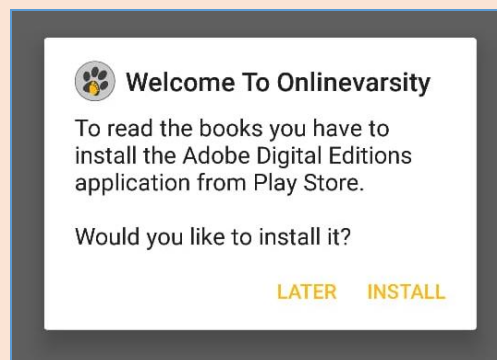 Welcome To Onlinevarsity
To read the books you have to
install the Adobe Digital Editions
application from Play Store.
Would you like to install it?
LATER INSTALL